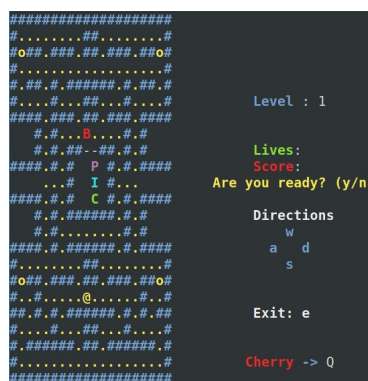 ####################
#........##........#
#o##.###.##.###.##o#
#..................#
#.##.#.######.#.##.#
#....#...##...#....#          Level : 1
####.###.##.###.####
   #.#...B....#.#
   #.#.##--##.#.#             Lives:
####.#.#  P #.#.####          Score:
    ...#  I #...         Are you ready? (y/n
####.#.#  C #.#.####
   #.#.######.#.#             Directions
   #.#........#.#                 w
####.#.######.#.####            a   d
#........##........#              s
#o##.###.##.###.##o#
#..#.....@......#..#
##.#.#.######.#.#.##          Exit: e
#....#...##...#....#
#.######.##.######.#
#..................#         Cherry -> Q
####################